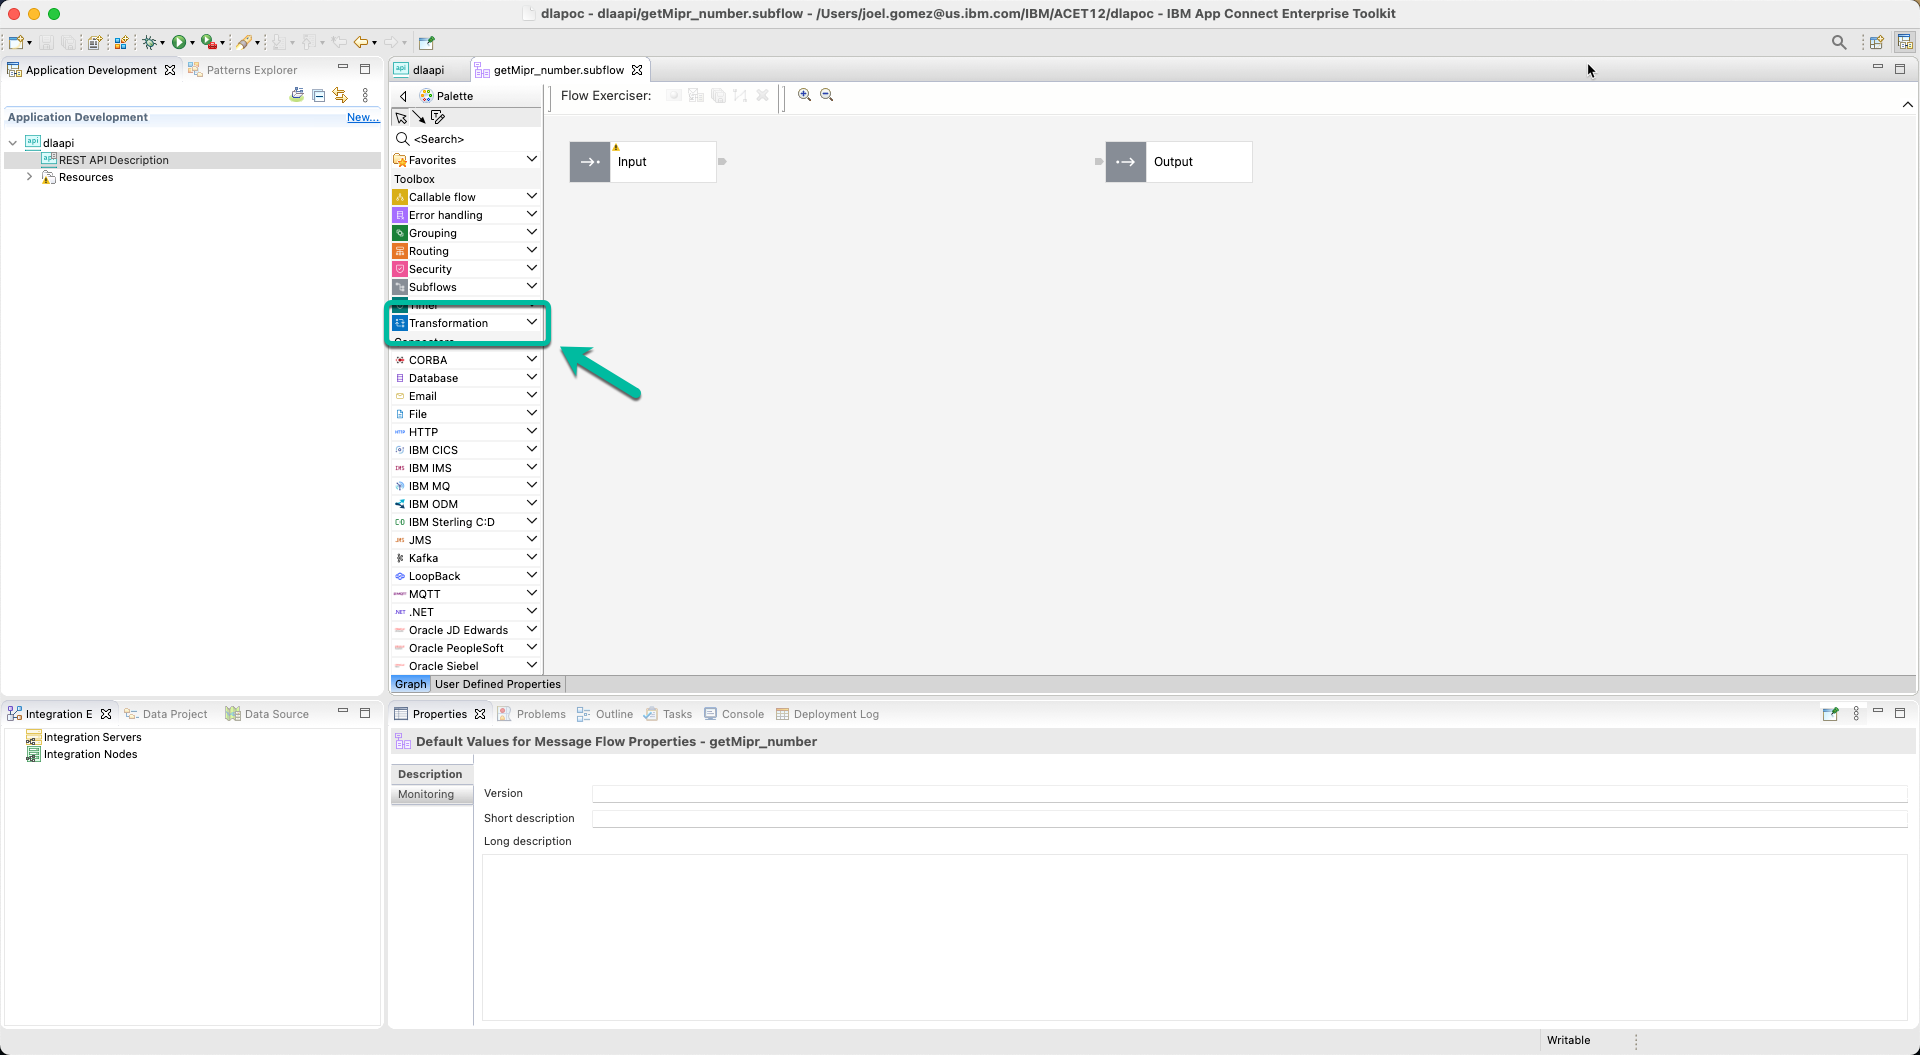 dlapoc - dlaapi/getMipr_number.subflow - /Users/joel.gomez@us.ibm.com/IBM/ACET12/dlapoc - IBM App Connect Enterprise Toolkit
Application Development
Patterns Explorer
Application Development
New...
dlaapi
REST API Description
Resources
dlaapi
getMipr_number.subflow
Palette
Flow Exerciser:
<Search>
Favorites
Toolbox
Callable flow
Error handling
Grouping
Routing
Security
Subflows
Timer
Transformation
Connectors
CORBA
Database
Email
File
HTTP
IBM CICS
IBM IMS
IBM MQ
IBM ODM
IBM Sterling C:D
JMS
Kafka
LoopBack
MQTT
.NET
Oracle JD Edwards
Oracle PeopleSoft
Oracle Siebel
Input
Output
Graph
User Defined Properties
Integration E
Data Project
Data Source
Integration Servers
Integration Nodes
Properties
Problems
Outline
Tasks
Console
Deployment Log
Default Values for Message Flow Properties - getMipr_number
Description
Monitoring
Version
Short description
Long description
Writable